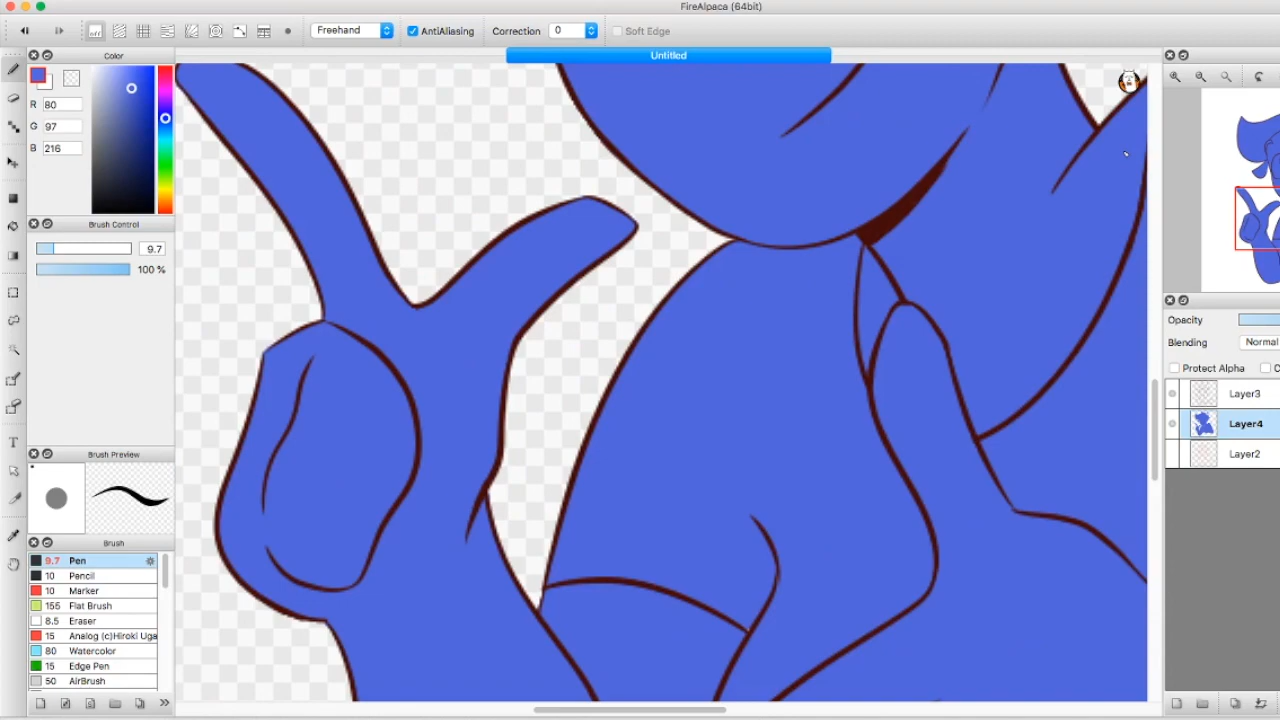 FireAlpaca (64bit)
Freehand AntiAliasing Correction 0 Soft Edge
Color
Untitled
R 80
G 97
B 216
Brush Control
9.7
100 %
Opacity
Blending Normal
Protect Alpha
Layer3
Layer4
Layer2
Brush Preview
Brush
9.7 Pen
10 Pencil
10 Marker
155 Flat Brush
8.5 Eraser
15 Analog (c)Hiroki Uga
80 Watercolor
15 Edge Pen
50 AirBrush